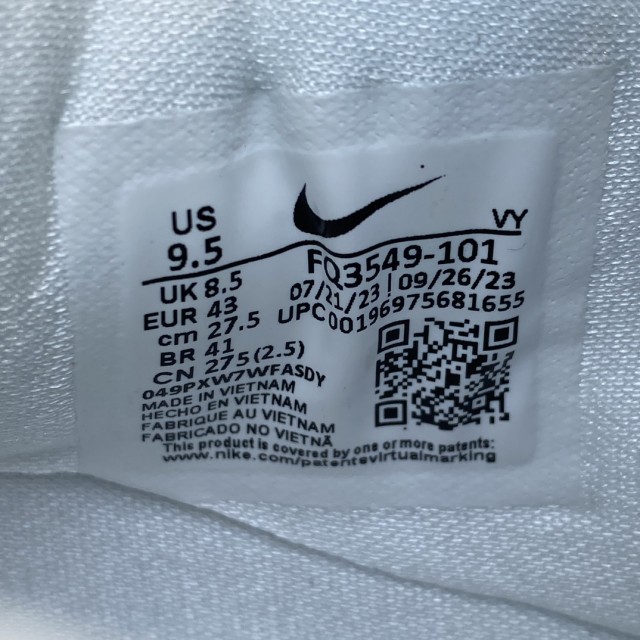 US
9.5
VY
UK 8.5
EUR 43
cm 27.5
BR 41
CN 275 (2.5)
FQ3549-101
07/21/23 | 09/26/23
UPC 00196975681655
049PXW7WFASDY
MADE IN VIETNAM
HECHO EN VIETNAM
FABRIQUE AU VIETNAM
FABRICADO NO VIETNÃ
This product is covered by one or more patents:
www.nike.com/patentsvirtualmarking